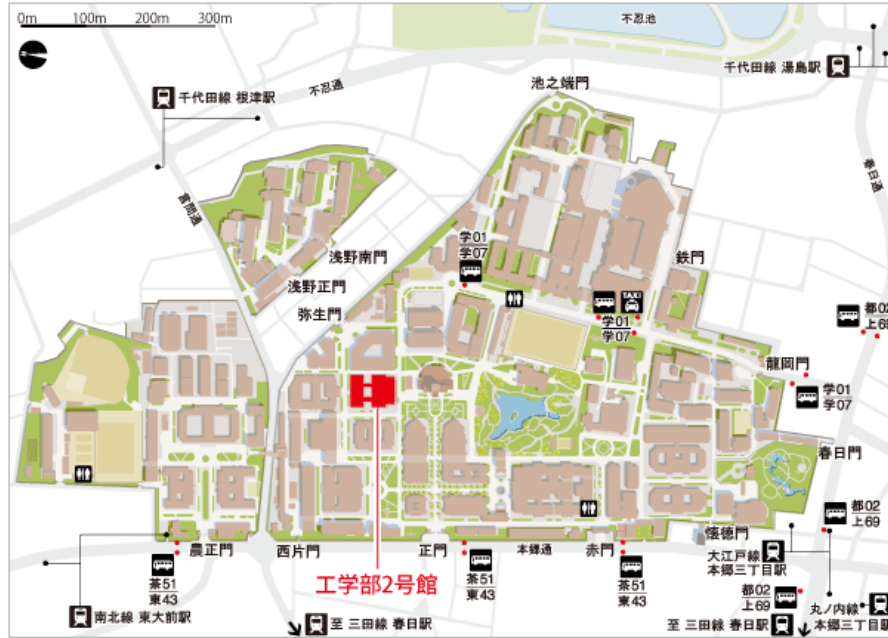 0m 100m 200m 300m
不忍池
千代田線 湯島駅
千代田線 根津駅
不忍通
池之端門
春日通
言問通
学01
学07
浅野南門
浅野正門
弥生門
鉄門
TAXI
学01
学07
都02
上69
龍岡門
学01
学07
春日門
都02
上69
農正門
西片門
正門
本郷通
赤門
懐徳門
大江戸線
本郷三丁目駅
茶51
東43
工学部2号館
茶51
東43
茶51
東43
都02
上69
丸ノ内線
本郷三丁目駅
南北線 東大前駅
至 三田線 春日駅
至 三田線 春日駅